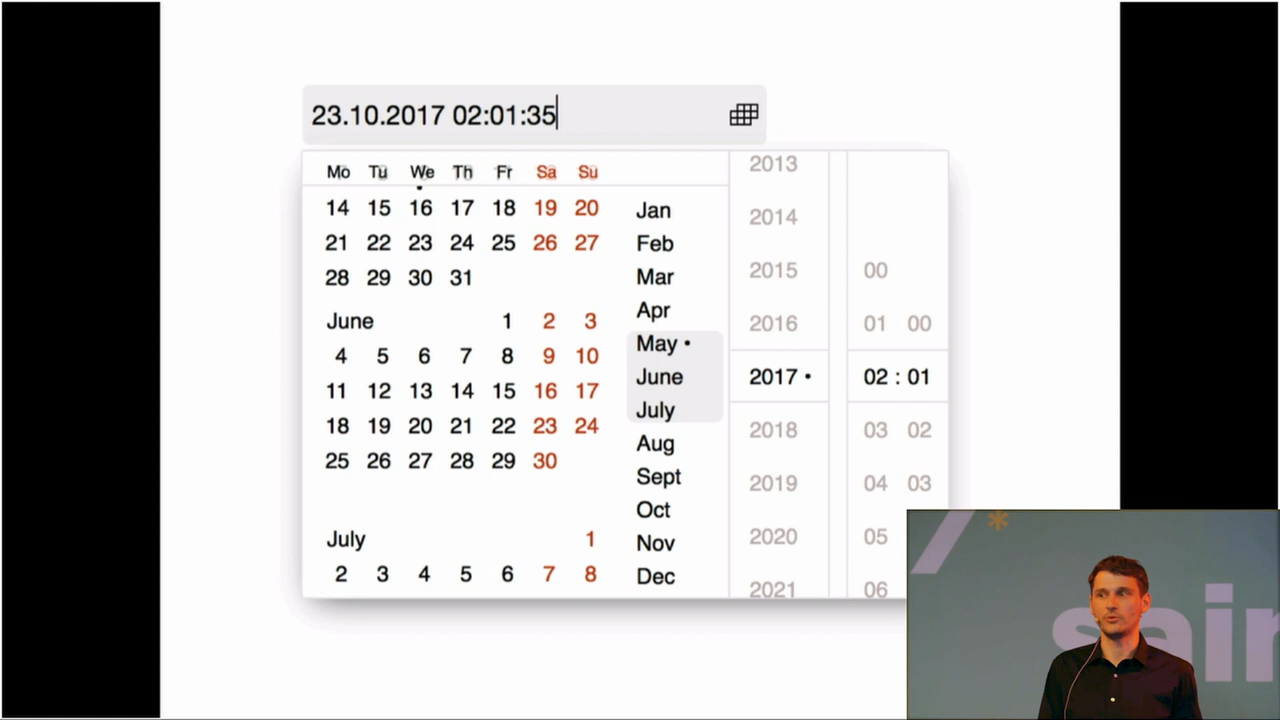 23.10.2017 02:01:35
Mo Tu We Th Fr Sa Su
14 15 16 17 18 19 20
21 22 23 24 25 26 27
28 29 30 31
June 1 2 3
4 5 6 7 8 9 10
11 12 13 14 15 16 17
18 19 20 21 22 23 24
25 26 27 28 29 30
July 1
2 3 4 5 6 7 8
Jan
Feb
Mar
Apr
May •
June
July
Aug
Sept
Oct
Nov
Dec
2013
2014
2015
2016
2017 •
2018
2019
2020
2021
00
01 00
02 : 01
03 02
04 03
05
06
sair